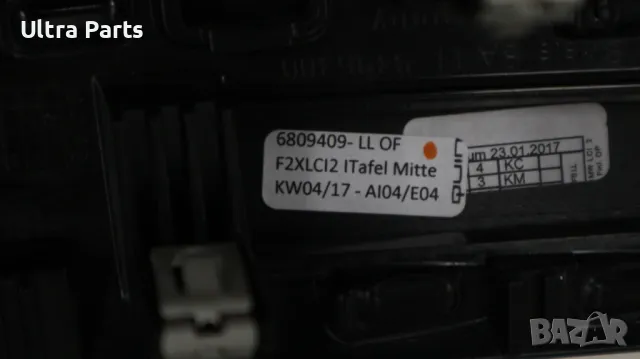 Ultra Parts
6809409- LL OF
F2XLCI2 ITafel Mitte
KW04/17 - AI04/E04
um 23.01.2017
4 KC
3 KM
BAZAR
bg